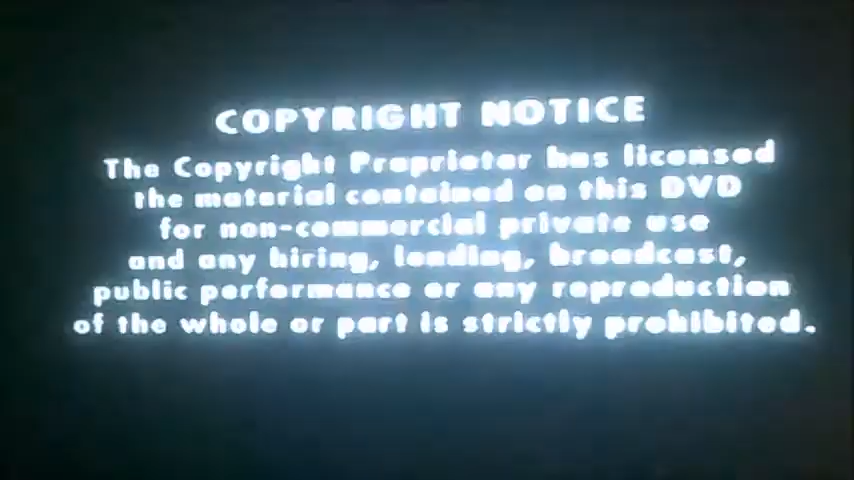 COPYRIGHT NOTICE
The Copyright Proprietor has licensed
the material contained on this DVD
for non-commercial private use
and any hiring, lending, broadcast,
public performance or any reproduction
of the whole or part is strictly prohibited.